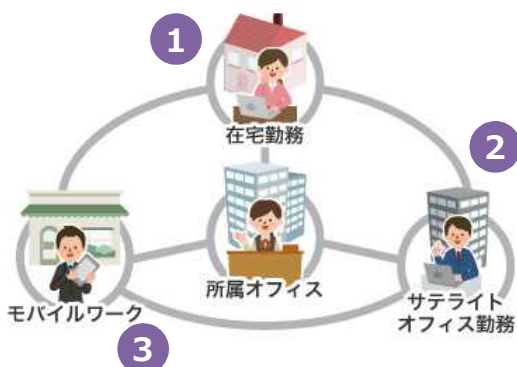 1
在宅勤務
2
所属オフィス
モバイルワーク
サテライト
オフィス勤務
3